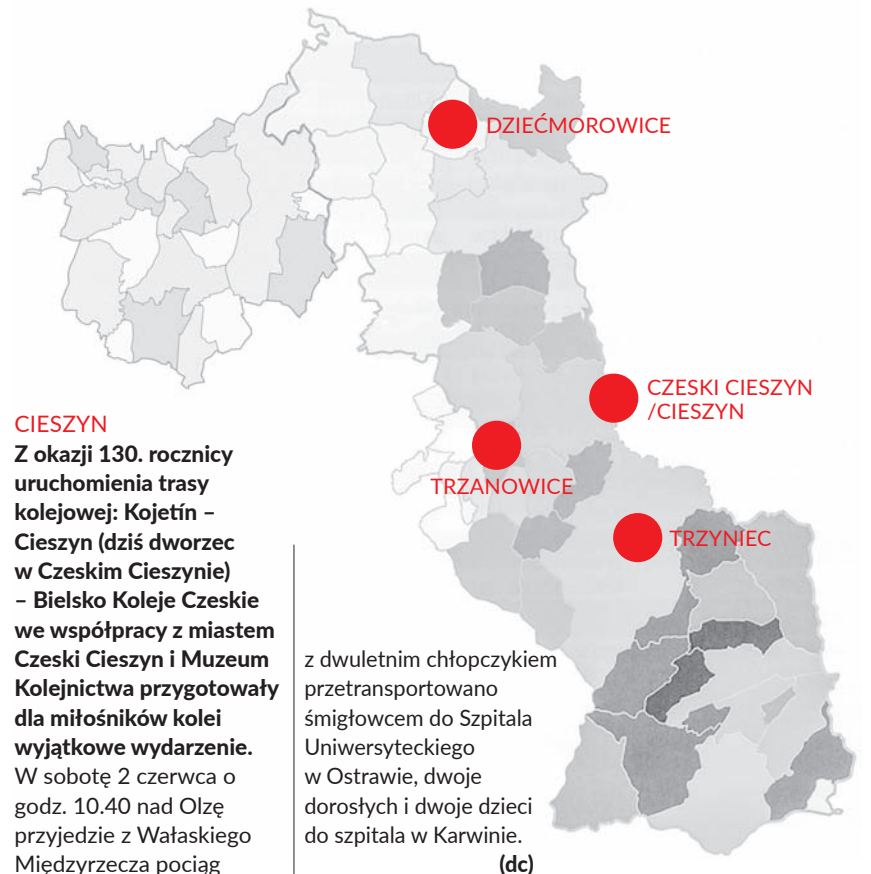 DZIEĆMOROWICE
CZESKI CIESZYN
/CIESZYN
TRZANOWICE
TRZYNIEC
CIESZYN
Z okazji 130. rocznicy
uruchomienia trasy
kolejowej: Kojetín –
Cieszyn (dziś dworzec
w Czeskim Cieszynie)
– Bielsko Koleje Czeskie
we współpracy z miastem
Czeski Cieszyn i Muzeum
Kolejnictwa przygotowały
dla miłośników kolei
wyjątkowe wydarzenie.
W sobotę 2 czerwca o
godz. 10.40 nad Olzę
przyjedzie z Wałaskiego
Międzyrzecza pociąg
z dwuletnim chłopczykiem
przetransportowano
śmigłowcem do Szpitala
Uniwersyteckiego
w Ostrawie, dwoje
dorosłych i dwoje dzieci
do szpitala w Karwinie.
(dc)